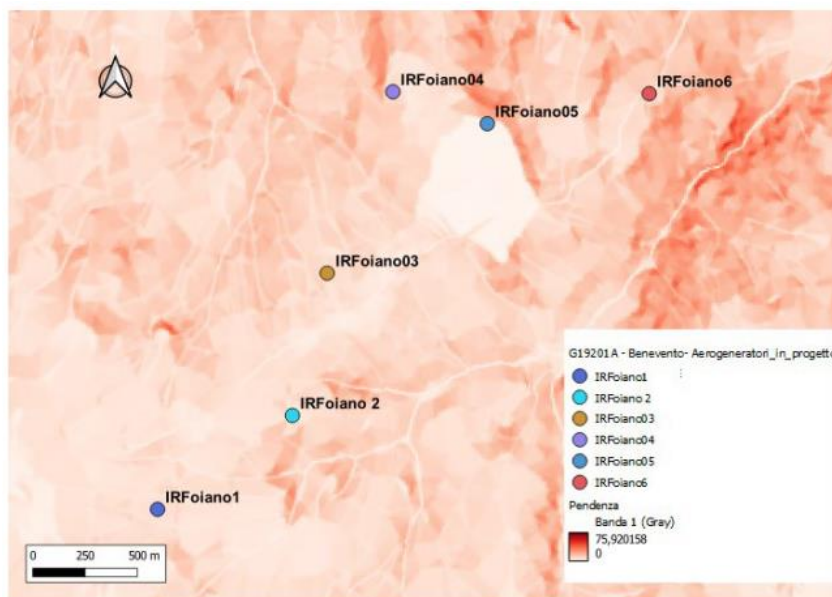 IRFoiano04
IRFoiano6
IRFoiano05
IRFoiano03
IRFoiano 2
IRFoiano1
0 250 500 m
G19201A - Benevento- Aerogeneratori_in_progetto
IRFoiano1
IRFoiano 2
IRFoiano03
IRFoiano04
IRFoiano05
IRFoiano6
Pendenza
Banda 1 (Gray)
75,920158
0